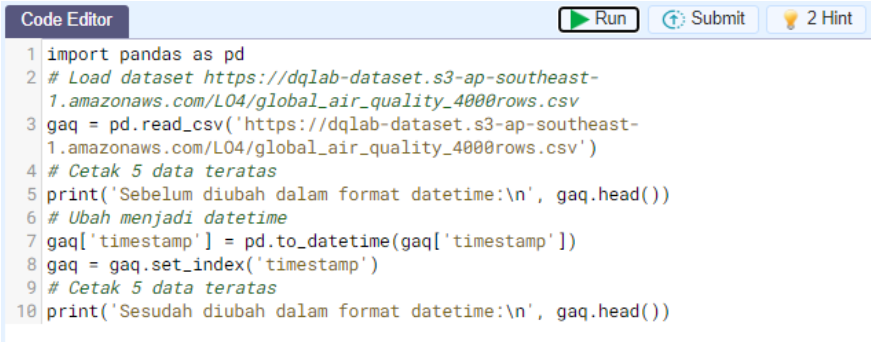 Code Editor
Run
Submit
2 Hint
1 import pandas as pd
2 # Load dataset https://dqlab-dataset.s3-ap-southeast-
1.amazonaws.com/LO4/global_air_quality_4000rows.csv
3 gaq = pd.read_csv('https://dqlab-dataset.s3-ap-southeast-
1.amazonaws.com/LO4/global_air_quality_4000rows.csv')
4 # Cetak 5 data teratas
5 print('Sebelum diubah dalam format datetime:\n', gaq.head())
6 # Ubah menjadi datetime
7 gaq['timestamp'] = pd.to_datetime(gaq['timestamp'])
8 gaq = gaq.set_index('timestamp')
9 # Cetak 5 data teratas
10 print('Sesudah diubah dalam format datetime:\n', gaq.head())